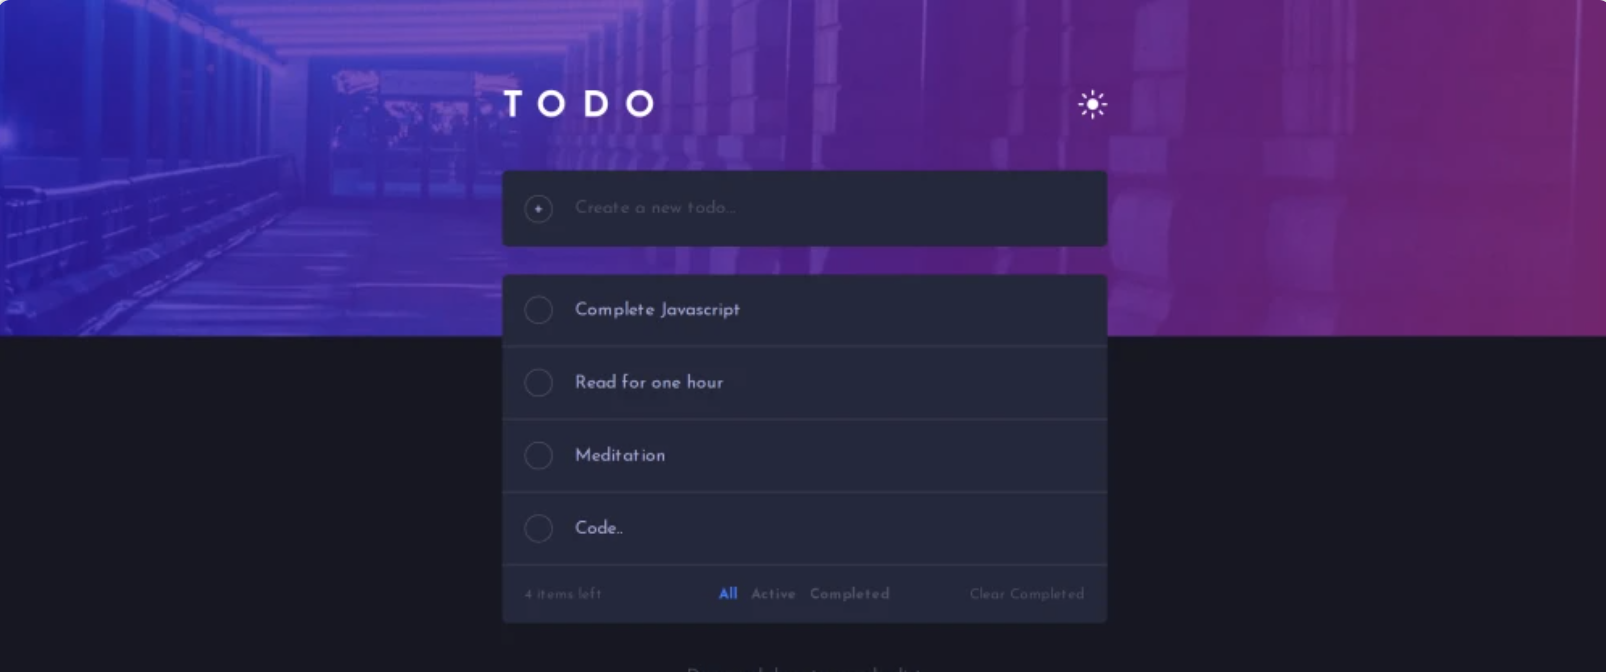 TODO
Create a new todo...
Complete Javascript
Read for one hour
Meditation
Code..
4 items left All Active Completed Clear Completed